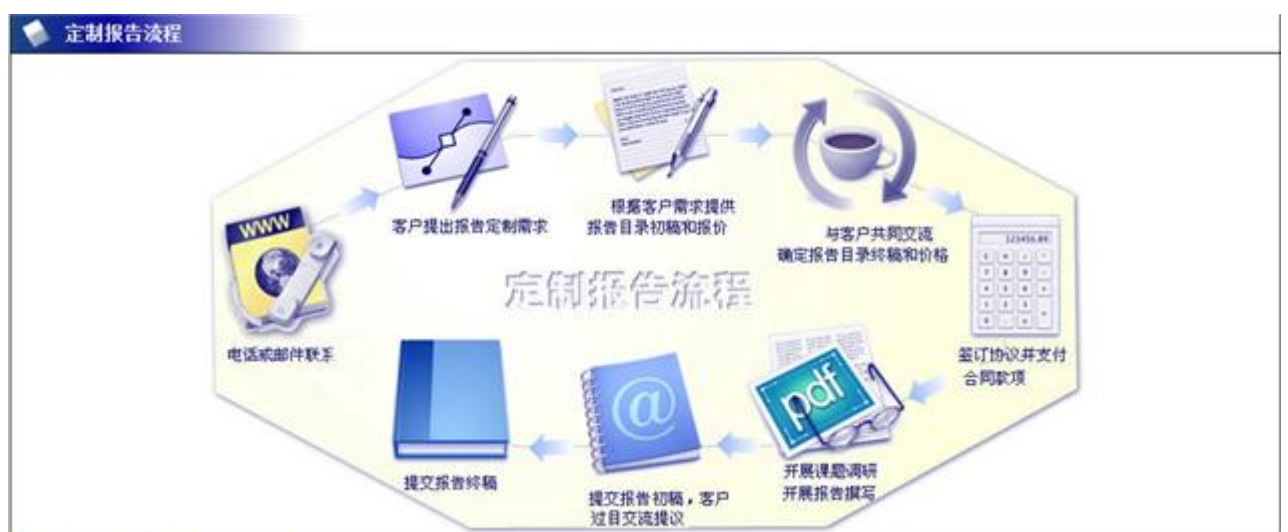 定制报告流程
客户提出报告定制需求
根据客户需求提供
报告目录初稿和报价
与客户共同交流
确定报告目录终稿和价格
WWW
123456.89
定制报告流程
电话或邮件联系
签订协议并支付
合同款项
pdf
@
提交报告终稿
提交报告初稿，客户
过目交流提议
开展课题调研
开展报告撰写